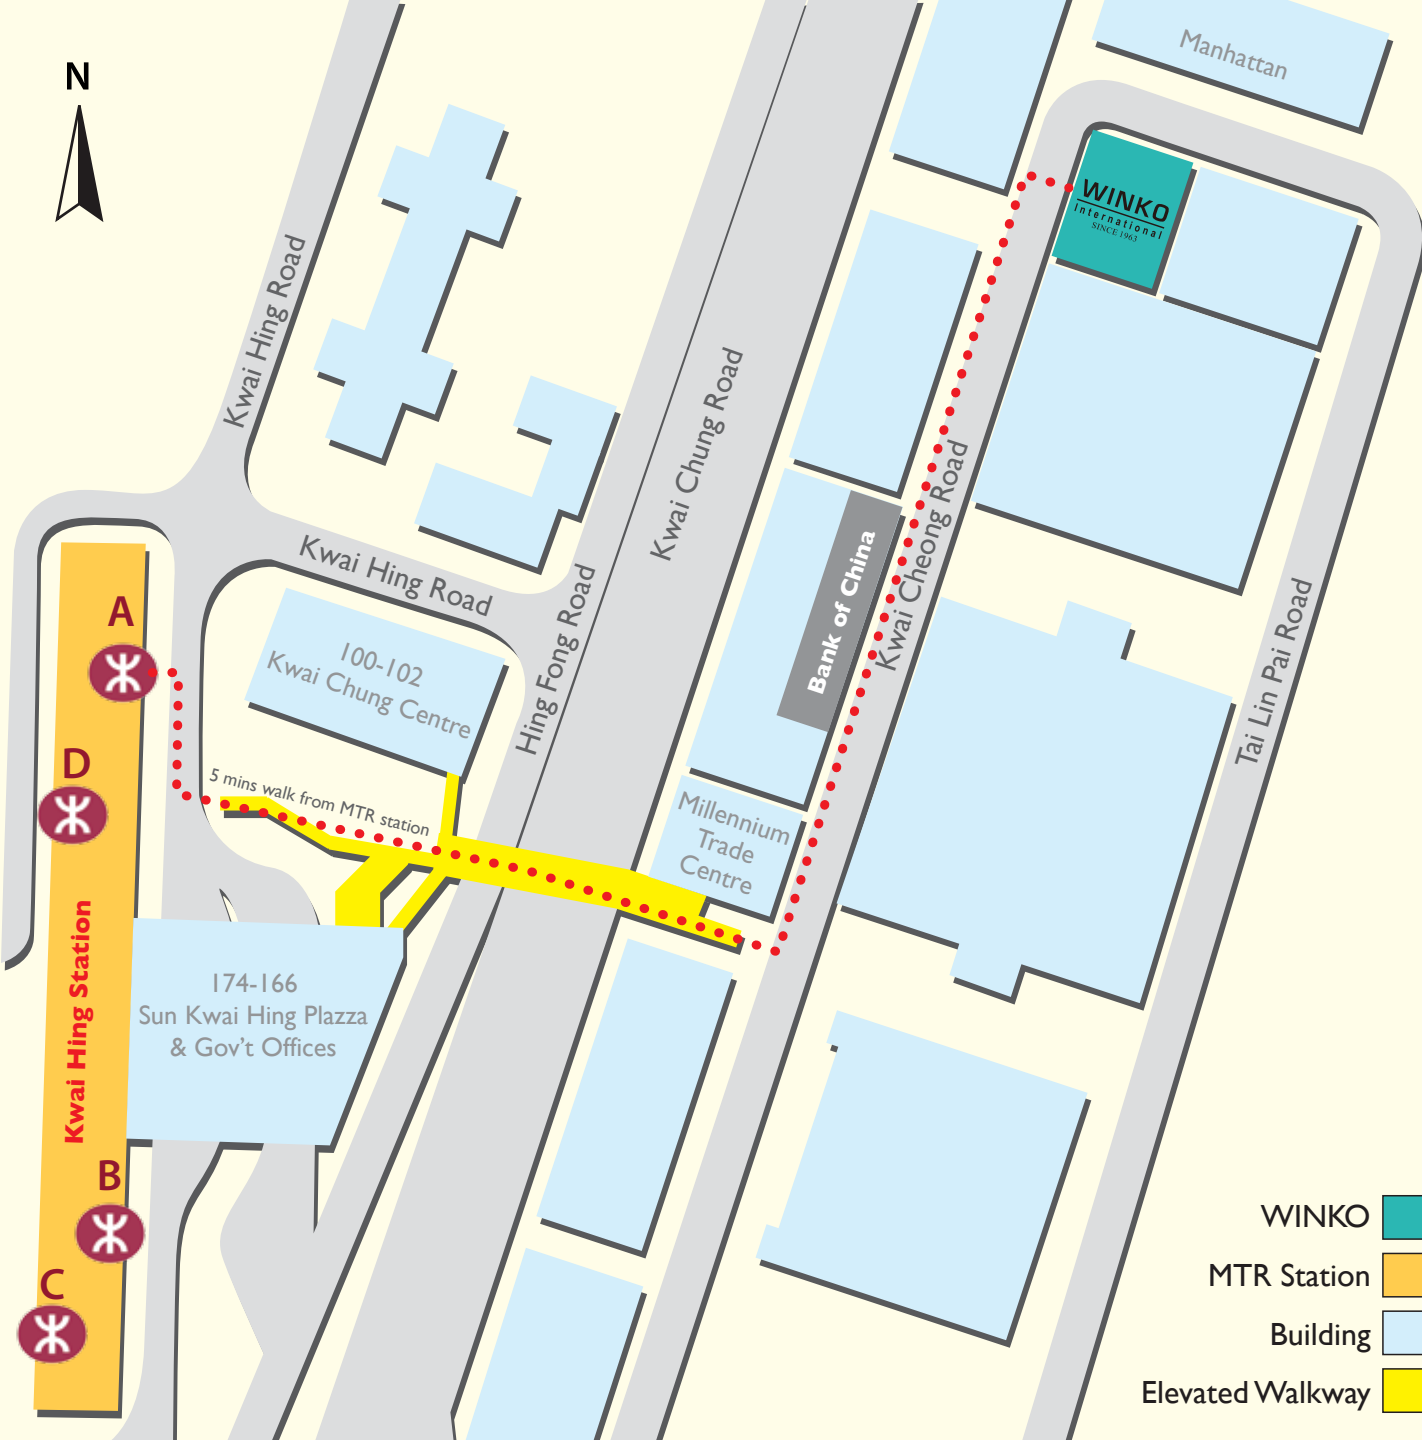 N
Manhattan
WINKO
International
SINCE 1963
Kwai Hing Road
Kwai Chung Road
Kwai Hing Road
Hing Fong Road
Kwai Cheong Road
Bank of China
Tai Lin Pai Road
A
100-102
Kwai Chung Centre
D
5 mins walk from MTR station
Millennium
Trade
Centre
Kwai Hing Station
174-166
Sun Kwai Hing Plazza
& Gov't Offices
B
C
WINKO
MTR Station
Building
Elevated Walkway